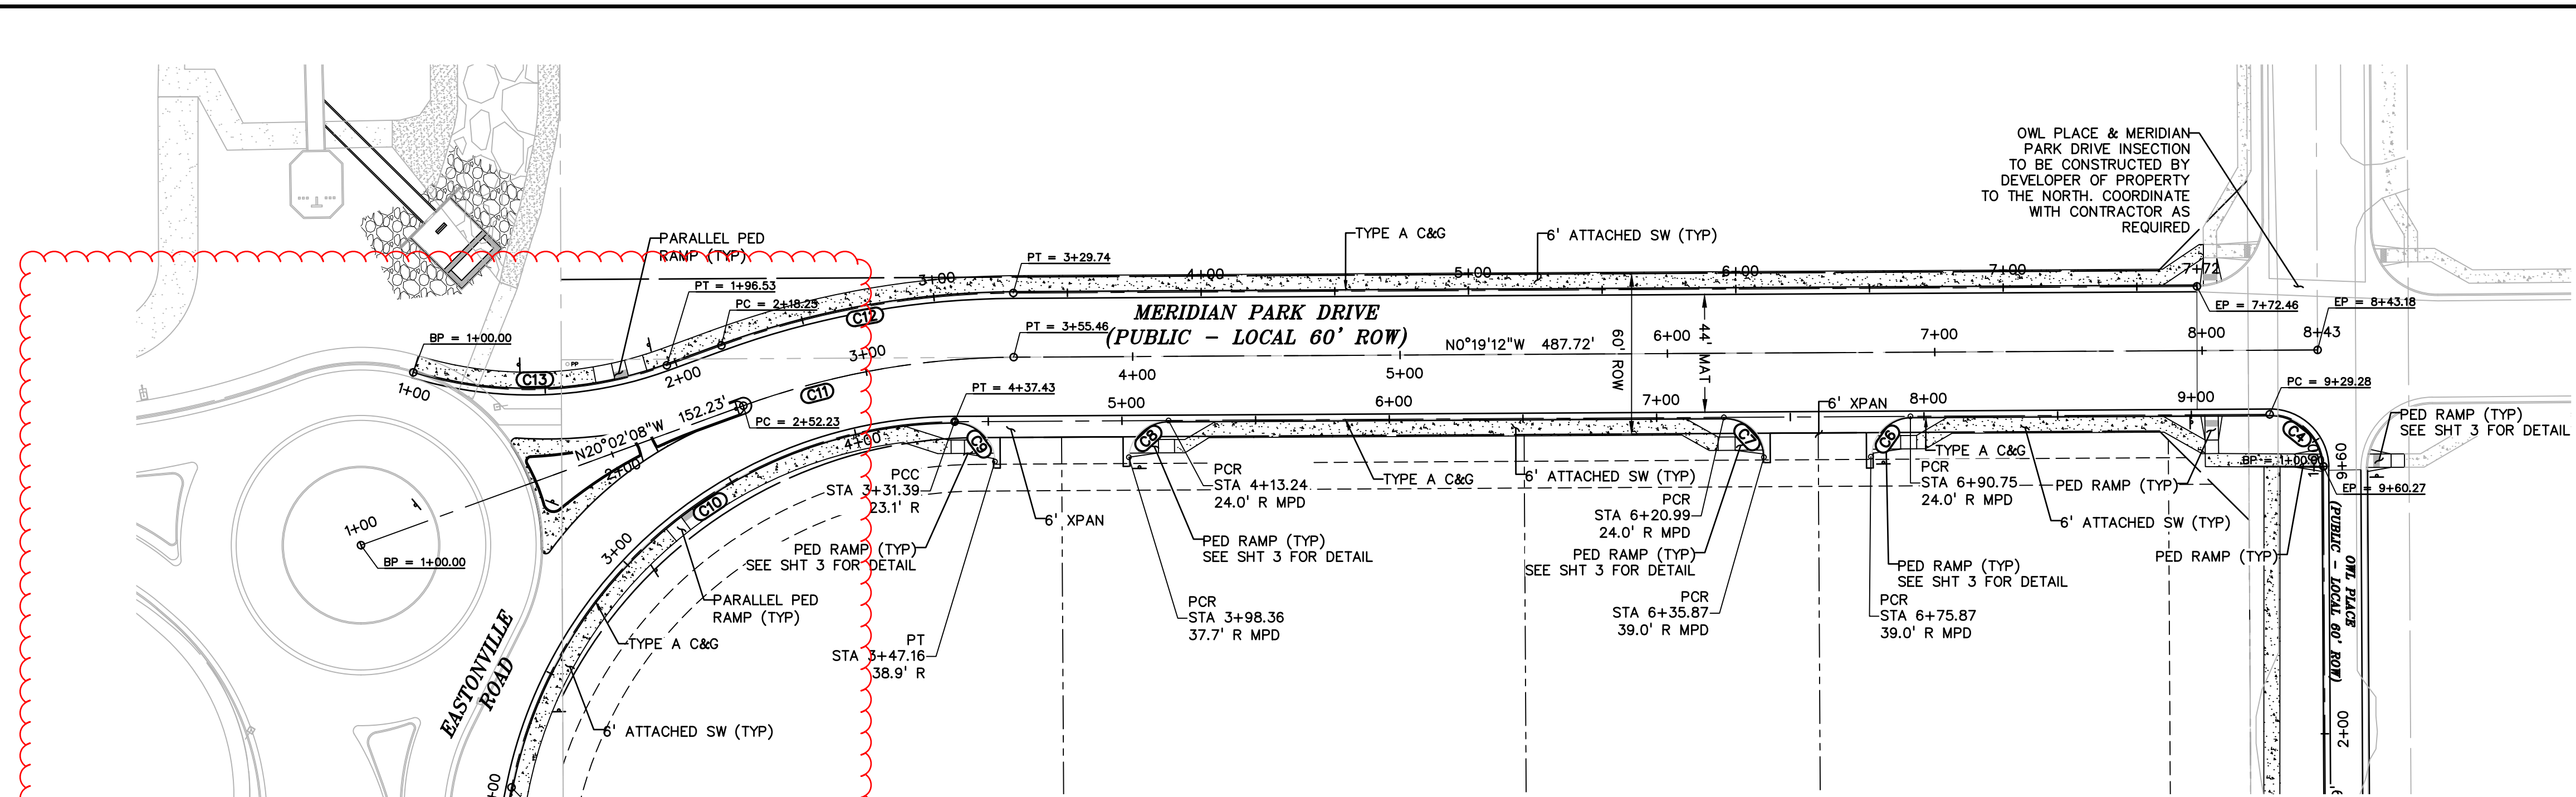 OWL PLACE & MERIDIAN
PARK DRIVE INSECTION
TO BE CONSTRUCTED BY
DEVELOPER OF PROPERTY
TO THE NORTH. COORDINATE
WITH CONTRACTOR AS
REQUIRED
PARALLEL PED
RAMP (TYP)
TYPE A C&G
6' ATTACHED SW (TYP)
PT = 3+29.74
PT = 1+96.53
PC = 2+18.23
BP = 1+00.00
3+00
4+00
5+00
6+00
7+00
7+72
EP = 7+72.46
EP = 8+43.18
C12
C13
1+00
2+00
MERIDIAN PARK DRIVE
(PUBLIC - LOCAL 60' ROW)
PT = 3+55.46
3+00
C11
4+00
5+00
N0°19'12"W 487.72'
6+00
7+00
8+00
8+43
60' ROW
44' MAT
N20°02'08"W 152.23'
PC = 2+52.23
2+00
1+00
BP = 1+00.00
PT = 4+37.43
4+00
5+00
6+00
7+00
8+00
9+00
6' XPAN
PC = 9+29.28
C9
C8
C7
C6
C4
PED RAMP (TYP)
SEE SHT 3 FOR DETAIL
BP = 1+00.00
9+60
EP = 9+60.27
PCC
STA 3+31.39
23.1' R
PCR
STA 4+13.24
24.0' R MPD
TYPE A C&G
6' ATTACHED SW (TYP)
PCR
STA 6+20.99
24.0' R MPD
TYPE A C&G
PCR
STA 6+90.75
24.0' R MPD
PED RAMP (TYP)
6' ATTACHED SW (TYP)
C10
3+00
6' XPAN
PED RAMP (TYP)
SEE SHT 3 FOR DETAIL
PED RAMP (TYP)
SEE SHT 3 FOR DETAIL
PED RAMP (TYP)
SEE SHT 3 FOR DETAIL
PED RAMP (TYP)
SEE SHT 3 FOR DETAIL
PED RAMP (TYP)
PARALLEL PED
RAMP (TYP)
PCR
STA 3+98.36
37.7' R MPD
PCR
STA 6+35.87
39.0' R MPD
PCR
STA 6+75.87
39.0' R MPD
TYPE A C&G
PT
STA 3+47.16
38.9' R
EASTONVILLE
ROAD
6' ATTACHED SW (TYP)
OWL PLACE
(PUBLIC - LOCAL 60' ROW)
2+00